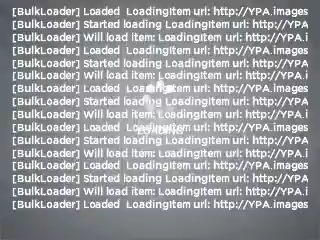 [BulkLoader] Loaded LoadingItem url: http://YPA.images
[BulkLoader] Started loading LoadingItem url: http://YPA
[BulkLoader] Will load item: LoadingItem url: http://YPA.i
[BulkLoader] Loaded LoadingItem url: http://YPA.images
[BulkLoader] Started loading LoadingItem url: http://YPA
[BulkLoader] Will load item: LoadingItem url: http://YPA.i
[BulkLoader] Loaded LoadingItem url: http://YPA.images
[BulkLoader] Started loading LoadingItem url: http://YPA
[BulkLoader] Will load item: LoadingItem url: http://YPA.i
[BulkLoader] Loaded LoadingItem url: http://YPA.images
[BulkLoader] Started loading LoadingItem url: http://YPA
[BulkLoader] Will load item: LoadingItem url: http://YPA.i
[BulkLoader] Loaded LoadingItem url: http://YPA.images
[BulkLoader] Started loading LoadingItem url: http://YPA
[BulkLoader] Will load item: LoadingItem url: http://YPA.i
[BulkLoader] Loaded LoadingItem url: http://YPA.images